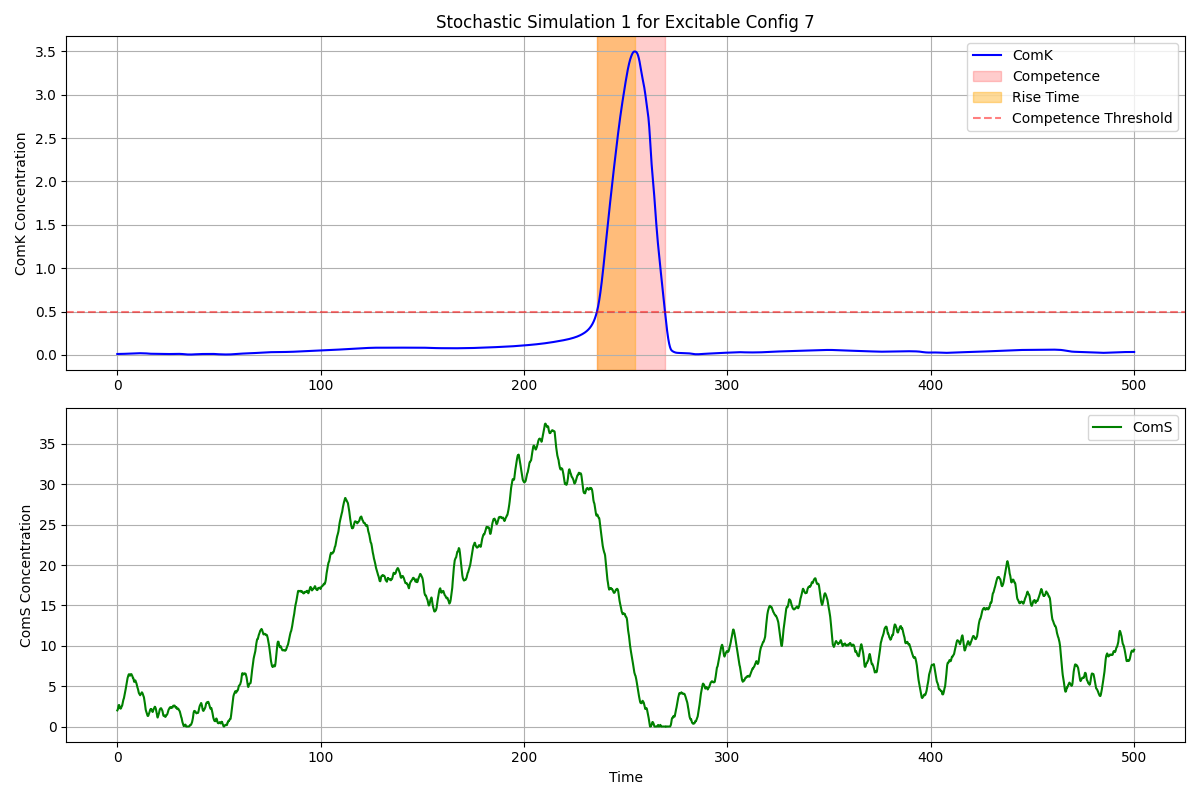 Stochastic Simulation 1 for Excitable Config 7
ComK Concentration
3.5
3.0
2.5
2.0
1.5
1.0
0.5
0.0
ComK
Competence
Rise Time
Competence Threshold
0 100 200 300 400 500
ComS Concentration
35
30
25
20
15
10
5
0
ComS
0 100 200 300 400 500
Time